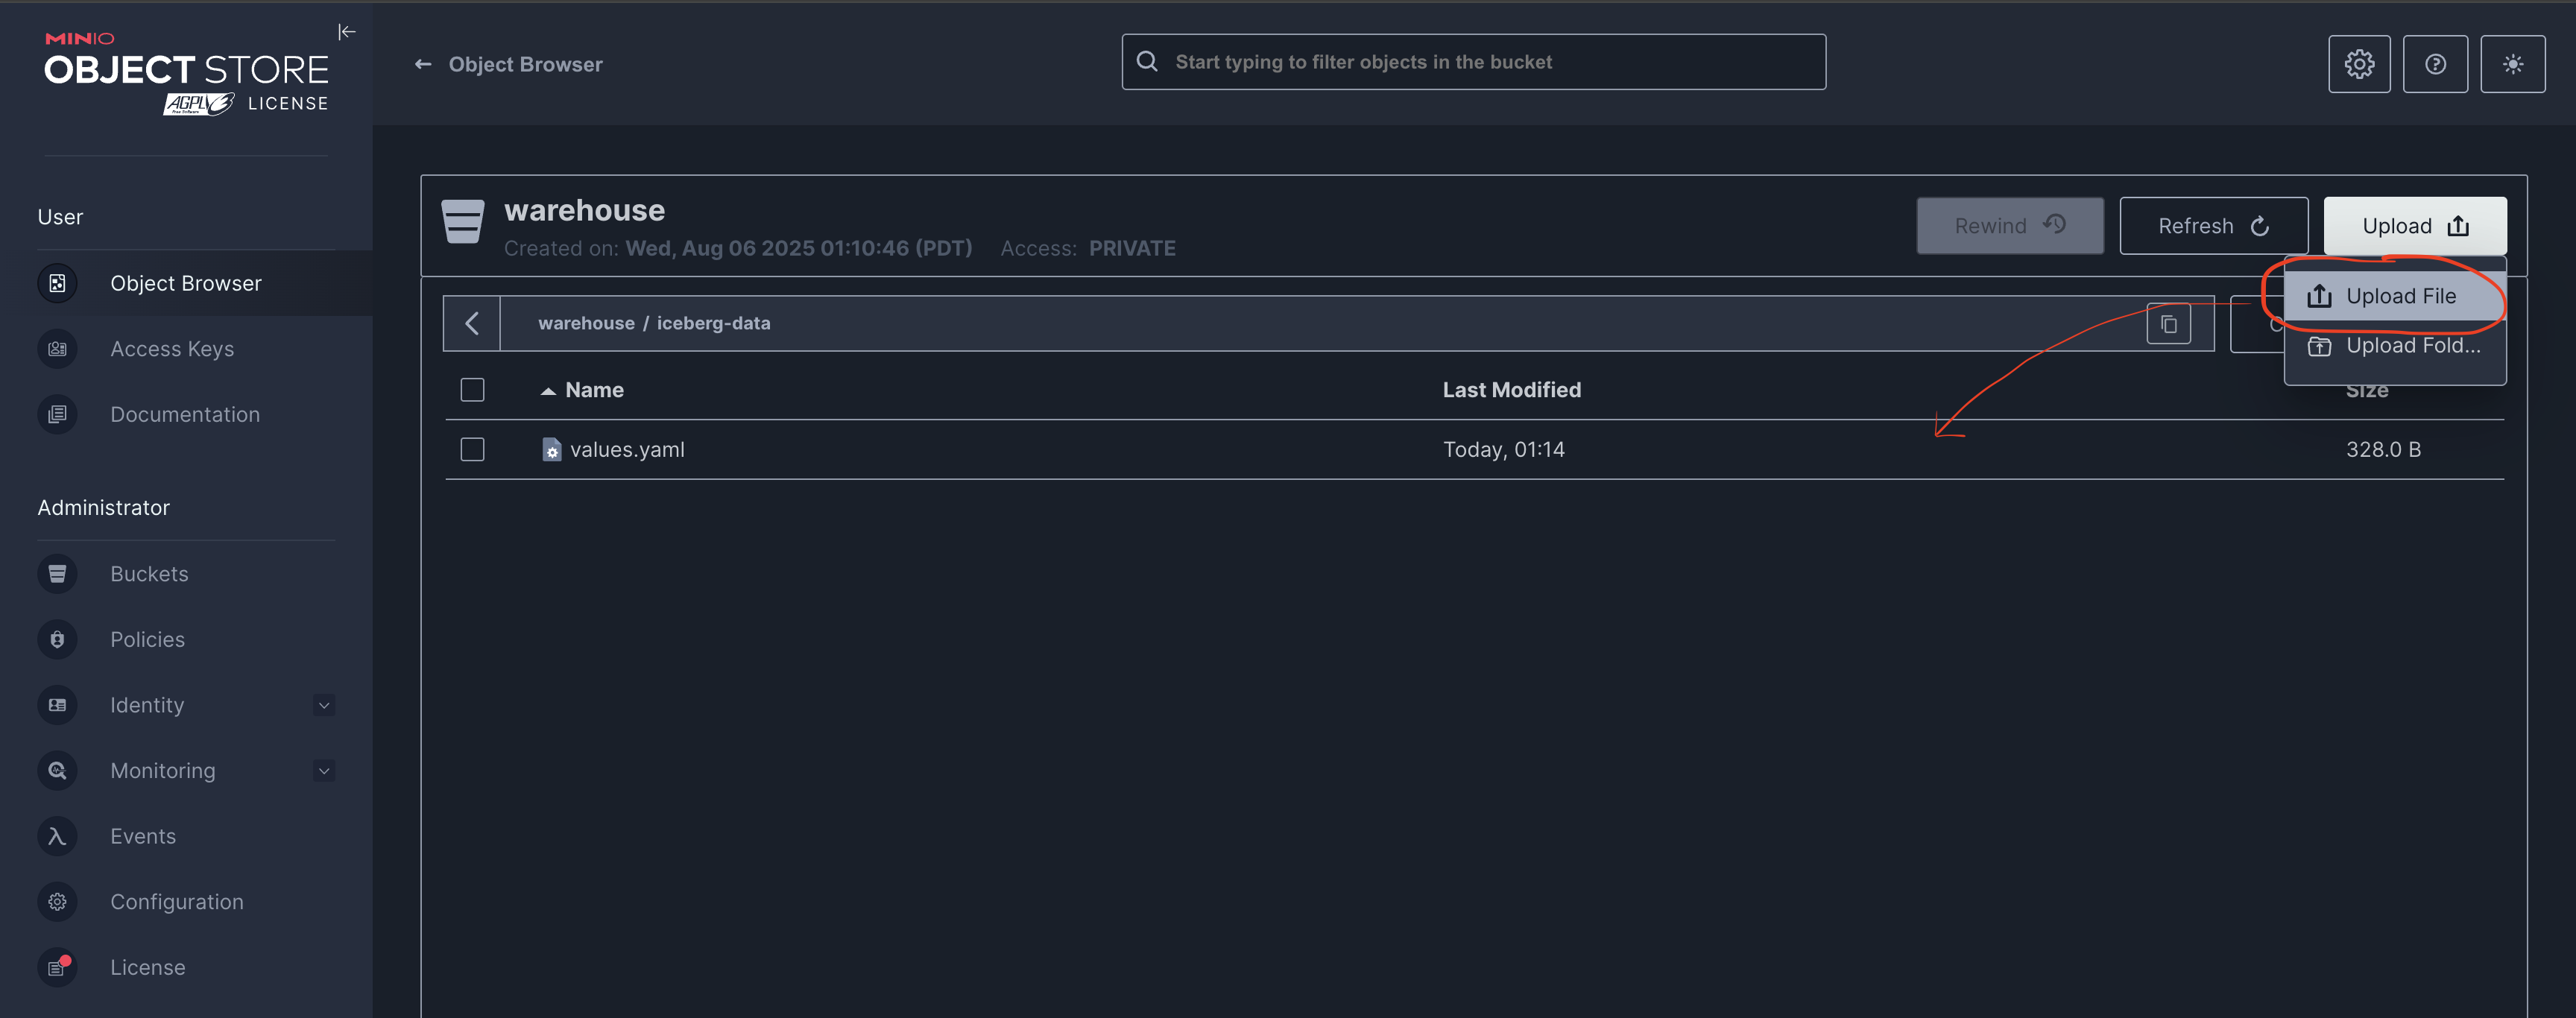 MINIO
OBJECT STORE
AGPL v3 LICENSE
Free Software
← Object Browser
Start typing to filter objects in the bucket
User
Object Browser
Access Keys
Documentation
Administrator
Buckets
Policies
Identity
Monitoring
Events
Configuration
License
warehouse
Created on: Wed, Aug 06 2025 01:10:46 (PDT) Access: PRIVATE
Rewind Refresh Upload
Upload File
Upload Fold...
warehouse / iceberg-data
Name Last Modified Size
values.yaml Today, 01:14 328.0 B